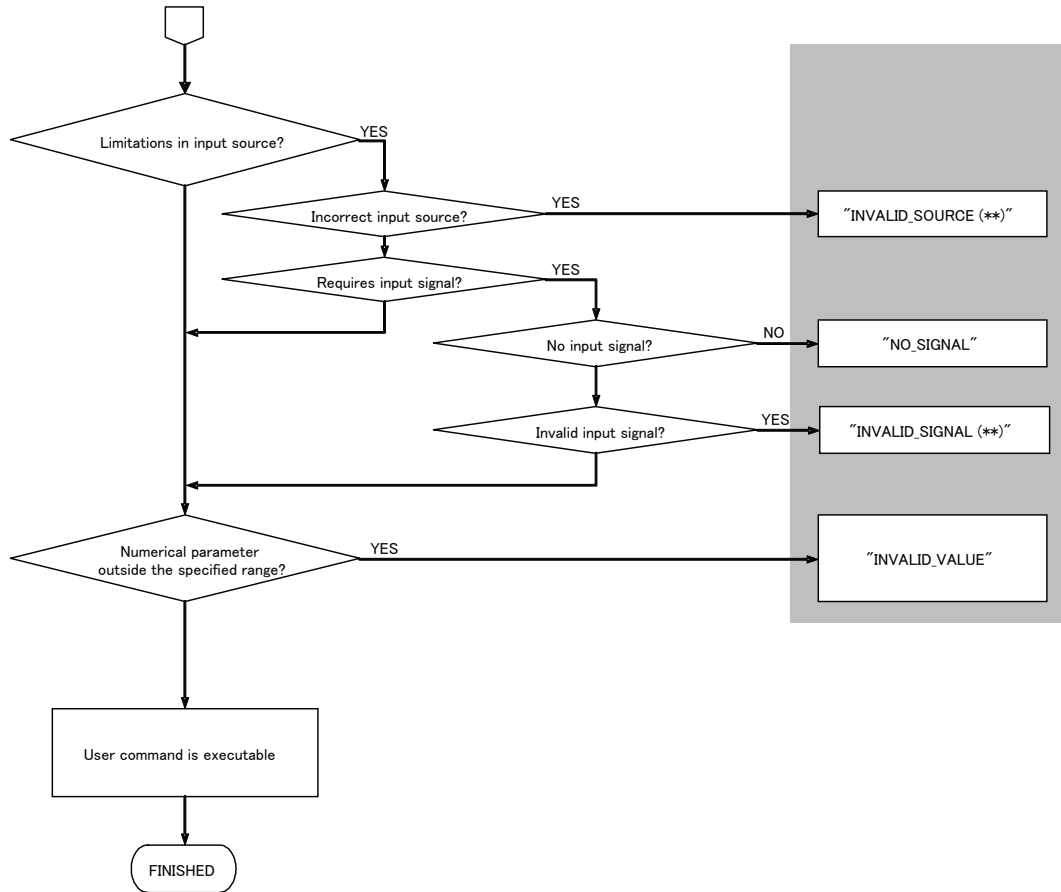 Limitations in input source?
YES
Incorrect input source?
YES
"INVALID_SOURCE (**)"
Requires input signal?
YES
No input signal?
NO
"NO_SIGNAL"
Invalid input signal?
YES
"INVALID_SIGNAL (**)"
Numerical parameter
outside the specified range?
YES
"INVALID_VALUE"
User command is executable
FINISHED